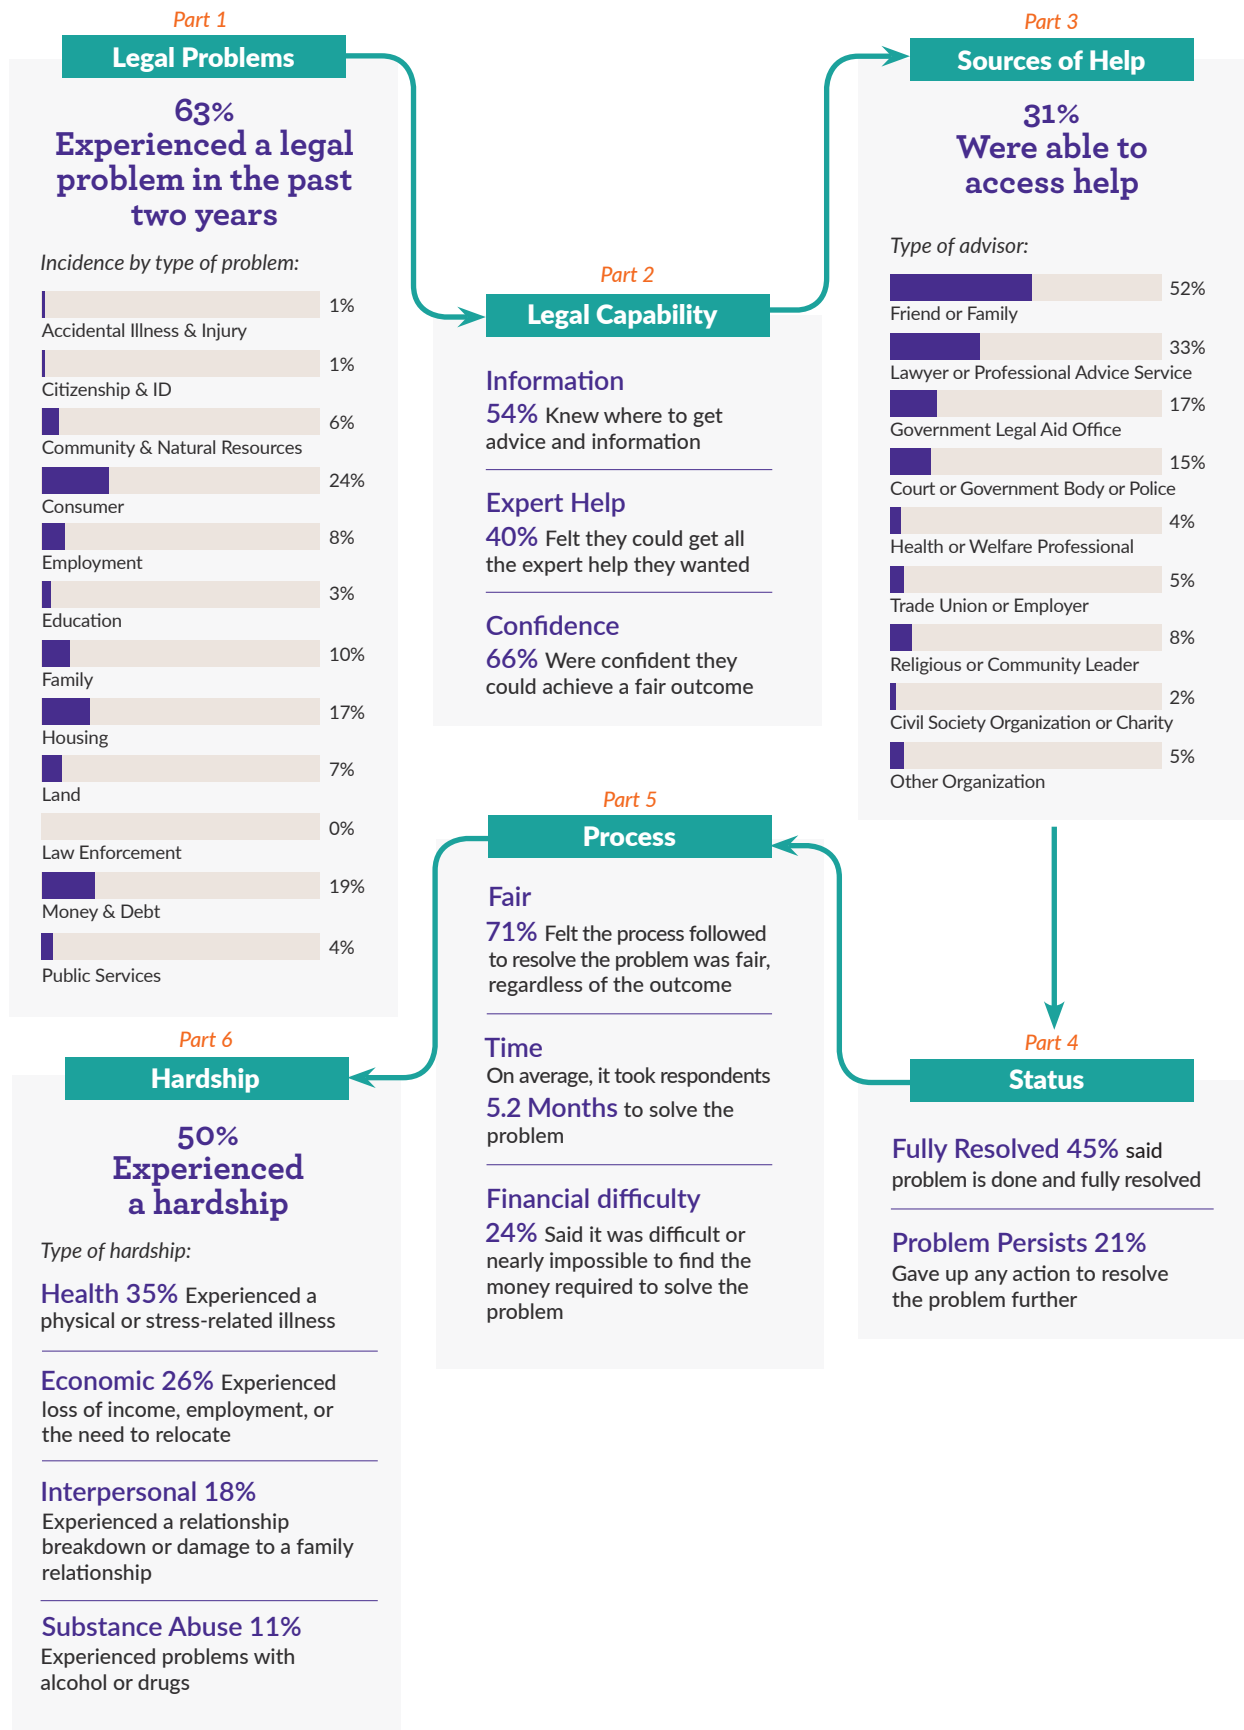 Part 1
Legal Problems
63%
Experienced a legal
problem in the past
two years
Incidence by type of problem:
1%
Accidental Illness & Injury
1%
Citizenship & ID
6%
Community & Natural Resources
24%
Consumer
8%
Employment
3%
Education
10%
Family
17%
Housing
7%
Land
0%
Law Enforcement
19%
Money & Debt
4%
Public Services
Part 2
Legal Capability
Information
54% Knew where to get
advice and information
Expert Help
40% Felt they could get all
the expert help they wanted
Confidence
66% Were confident they
could achieve a fair outcome
Part 3
Sources of Help
31%
Were able to
access help
Type of advisor:
52%
Friend or Family
33%
Lawyer or Professional Advice Service
17%
Government Legal Aid Office
15%
Court or Government Body or Police
4%
Health or Welfare Professional
5%
Trade Union or Employer
8%
Religious or Community Leader
2%
Civil Society Organization or Charity
5%
Other Organization
Part 4
Status
Fully Resolved 45% said
problem is done and fully resolved
Problem Persists 21%
Gave up any action to resolve
the problem further
Part 5
Process
Fair
71% Felt the process followed
to resolve the problem was fair,
regardless of the outcome
Time
On average, it took respondents
5.2 Months to solve the
problem
Financial difficulty
24% Said it was difficult or
nearly impossible to find the
money required to solve the
problem
Part 6
Hardship
50%
Experienced
a hardship
Type of hardship:
Health 35% Experienced a
physical or stress-related illness
Economic 26% Experienced
loss of income, employment, or
the need to relocate
Interpersonal 18%
Experienced a relationship
breakdown or damage to a family
relationship
Substance Abuse 11%
Experienced problems with
alcohol or drugs